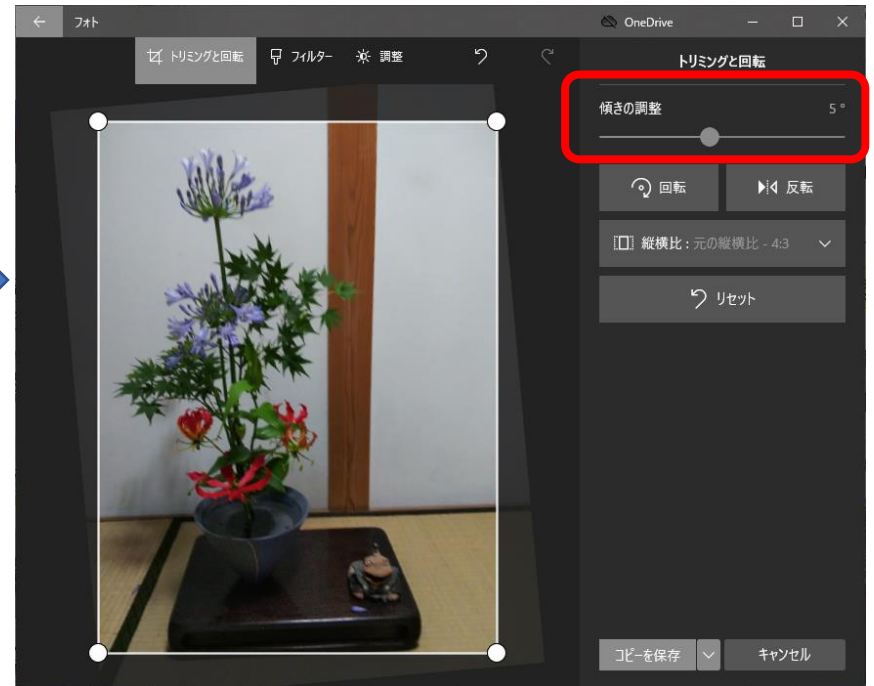 フォト
OneDrive
トリミングと回転
フィルター
調整
トリミングと回転
傾きの調整
5°
回転
反転
縦横比 : 元の縦横比 - 4:3
リセット
コピーを保存
キャンセル